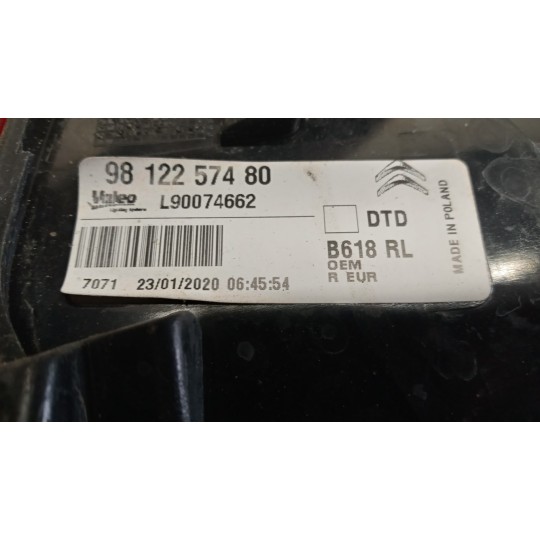 98 122 574 80
Valeo
L90074662
DTD
B618 RL
OEM
R EUR
7071 23/01/2020 06:45:54
MADE IN POLAND